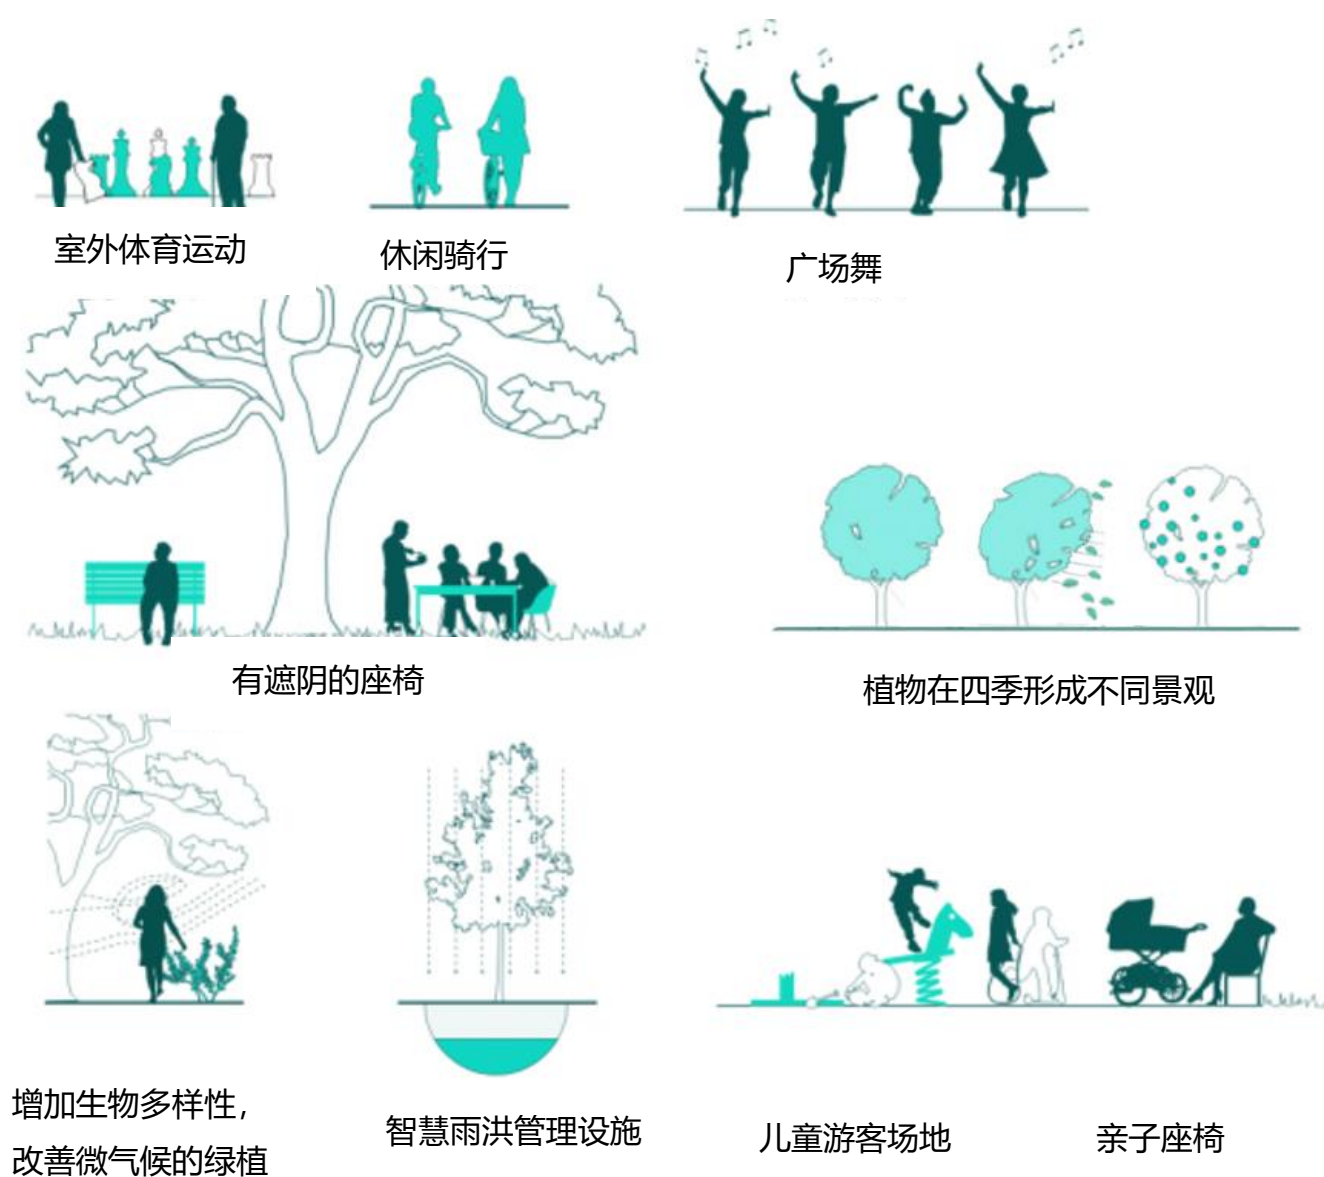 室外体育运动
休闲骑行
广场舞
有遮阴的座椅
植物在四季形成不同景观
增加生物多样性，
改善微气候的绿植
智慧雨洪管理设施
儿童游客场地
亲子座椅